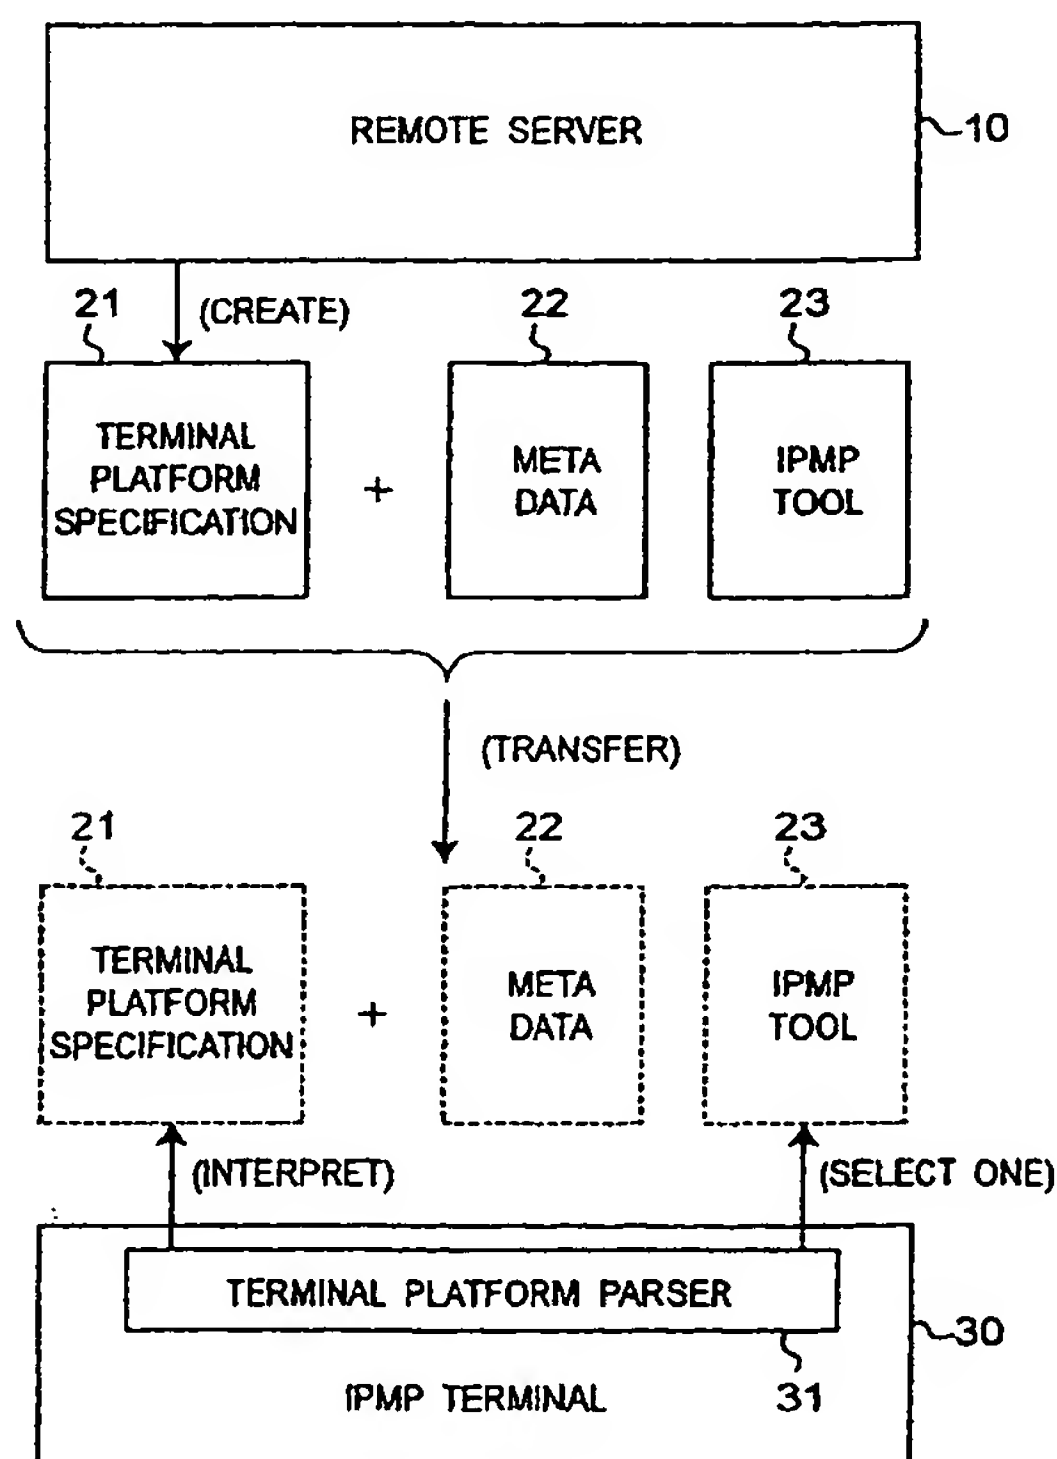 REMOTE SERVER
10
21
(CREATE)
22
23
TERMINAL
PLATFORM
SPECIFICATION
+
META
DATA
IPMP
TOOL
(TRANSFER)
21
22
23
TERMINAL
PLATFORM
SPECIFICATION
+
META
DATA
IPMP
TOOL
(INTERPRET)
(SELECT ONE)
TERMINAL PLATFORM PARSER
30
31
IPMP TERMINAL